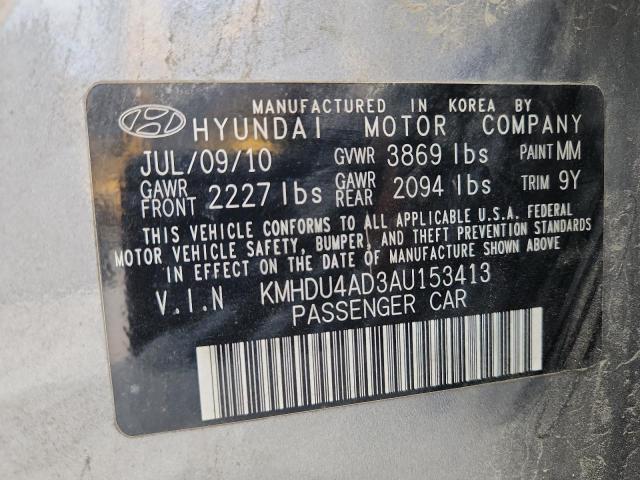 MANUFACTURED IN KOREA BY
HYUNDAI MOTOR COMPANY
JUL/09/10 GVWR 3869 lbs PAINT MM
GAWR FRONT 2227 lbs GAWR REAR 2094 lbs TRIM 9Y
THIS VEHICLE CONFORMS TO ALL APPLICABLE U.S.A. FEDERAL
MOTOR VEHICLE SAFETY, BUMPER, AND THEFT PREVENTION STANDARDS
IN EFFECT ON THE DATE OF MANUFACTURE SHOWN ABOVE
V.I.N KMHDU4AD3AU153413
PASSENGER CAR